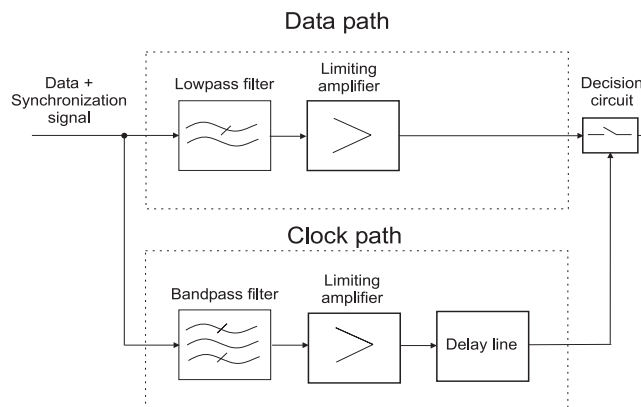 Data path
Data +
Synchronization
signal
Lowpass filter
Limiting
amplifier
Decision
circuit
Clock path
Bandpass filter
Limiting
amplifier
Delay line